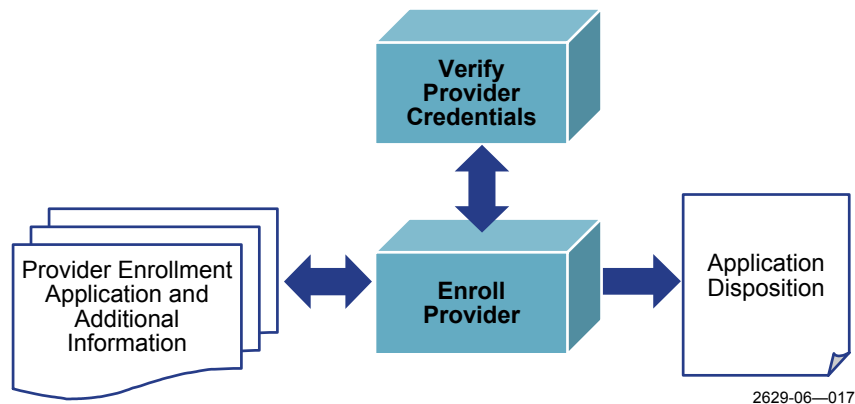 Verify
Provider
Credentials
Provider Enrollment
Application and
Additional
Information
Enroll
Provider
Application
Disposition
2629-06—017